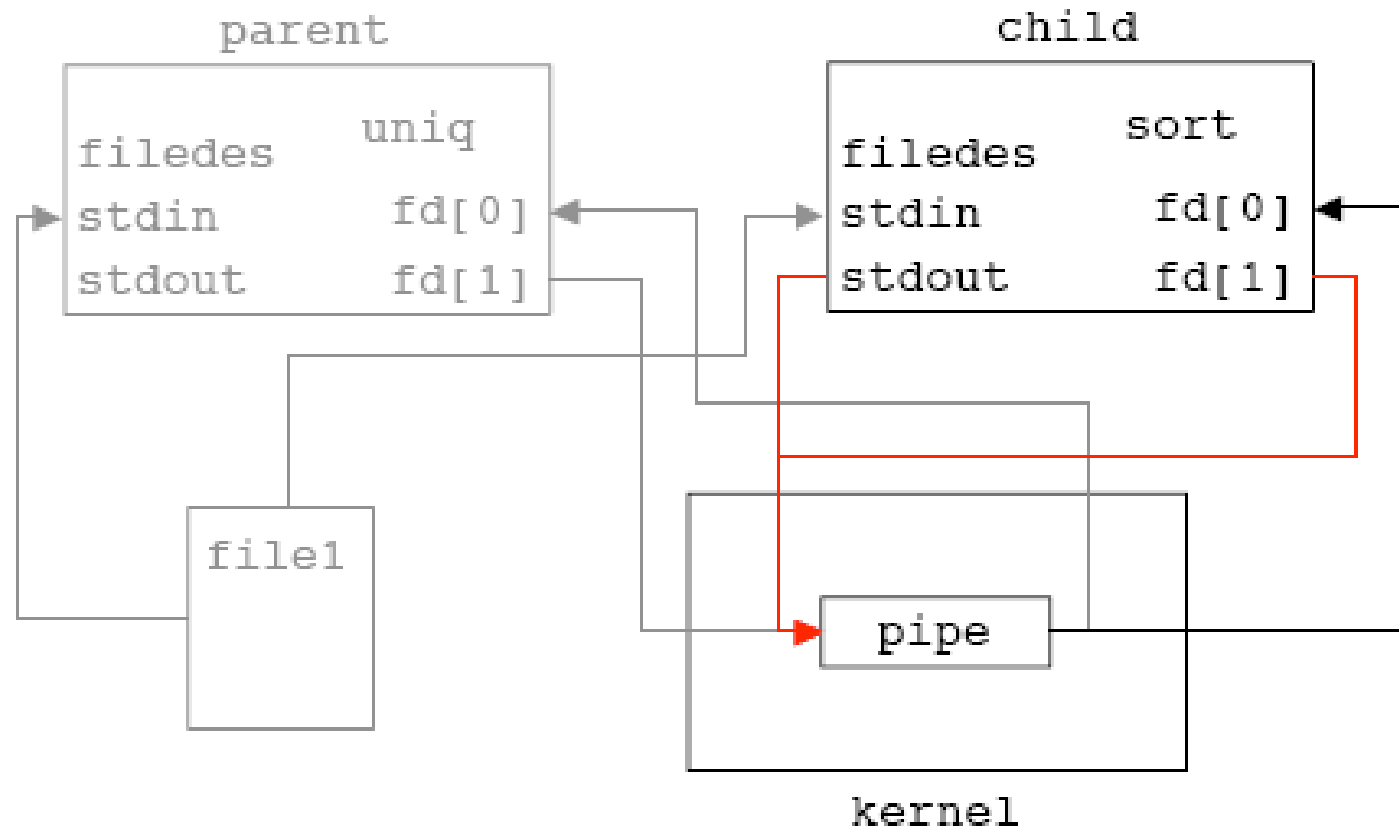 parent
uniq
filedes
stdin fd[0]
stdout fd[1]
child
sort
filedes
stdin fd[0]
stdout fd[1]
file1
pipe
kernel